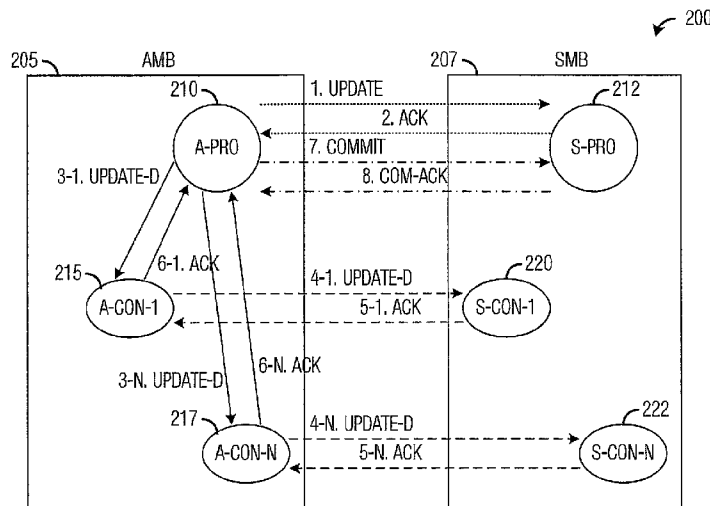 200
205
AMB
207
SMB
210
1. UPDATE
212
2. ACK
A-PRO
7. COMMIT
S-PRO
3-1. UPDATE-D
8. COM-ACK
6-1. ACK
215
220
4-1. UPDATE-D
A-CON-1
S-CON-1
5-1. ACK
6-N. ACK
3-N. UPDATE-D
217
222
4-N. UPDATE-D
A-CON-N
S-CON-N
5-N. ACK